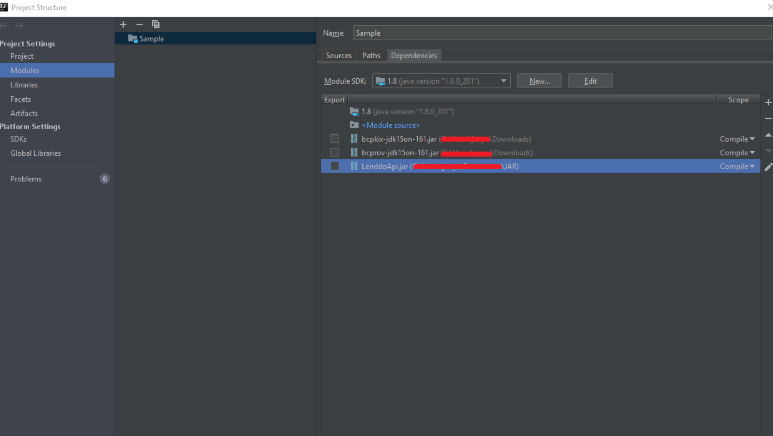 Project Structure
Project Settings
Project
Modules
Libraries
Facets
Artifacts
Platform Settings
SDKs
Global Libraries
Problems 6
Sample
Name: Sample
Sources Paths Dependencies
Module SDK: 1.8 (java version "1.8.0_201") New... Edit
Export Scope
1.8 (java version "1.8.0_201")
<Module source>
bcpkix-jdk15on-161.jar Downloads) Compile
bcprov-jdk15on-161.jar Downloads) Compile
LenddoApi.jar JAR) Compile